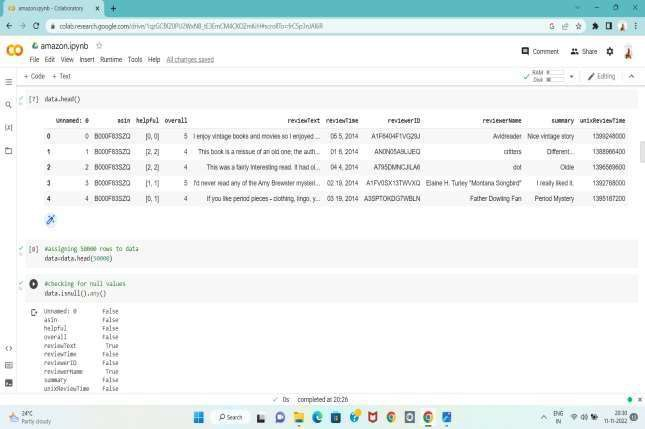 amazon.ipynb - Colaboratory
colab.research.google.com
amazon.ipynb
File Edit View Insert Runtime Tools Help All changes saved
Comment Share
+ Code + Text
RAM
Disk
Editing
[7] data.head()
Unnamed: 0 asin helpful overall reviewText reviewTime reviewerID reviewerName summary unixReviewTime
0 0 B000F83SZQ [0, 0] 5 I enjoy vintage books and movies so I enjoyed ... 05 5, 2014 A1F6404F1VG29J Avidreader Nice vintage story 1399248000
1 1 B000F83SZQ [2, 2] 4 This book is a reissue of an old one; the auth... 01 6, 2014 AN0N05A9LIJEQ critters Different... 1388966400
2 2 B000F83SZQ [2, 2] 4 This was a fairly interesting read. It had ol... 04 4, 2014 A795DMNCJILA6 dot Oldie 1396569600
3 3 B000F83SZQ [1, 1] 5 I'd never read any of the Amy Brewster mysteri... 02 19, 2014 A1FV0SX13TWVXQ Elaine H. Turley "Montana Songbird" I really liked it. 1392768000
4 4 B000F83SZQ [0, 1] 4 If you like period pieces - clothing, lingo, y... 03 19, 2014 A3SPTOKDG7WBLN Father Dowling Fan Period Mystery 1395187200
[8] #assigning 50000 rows to data
data=data.head(50000)
#checking for null values
data.isnull().any()
Unnamed: 0 False
asin False
helpful False
overall False
reviewText True
reviewTime False
reviewerID False
reviewerName True
summary False
unixReviewTime False
0s completed at 20:26
24°C
Partly cloudy
Search
ENG
IN
20:30
11-11-2022